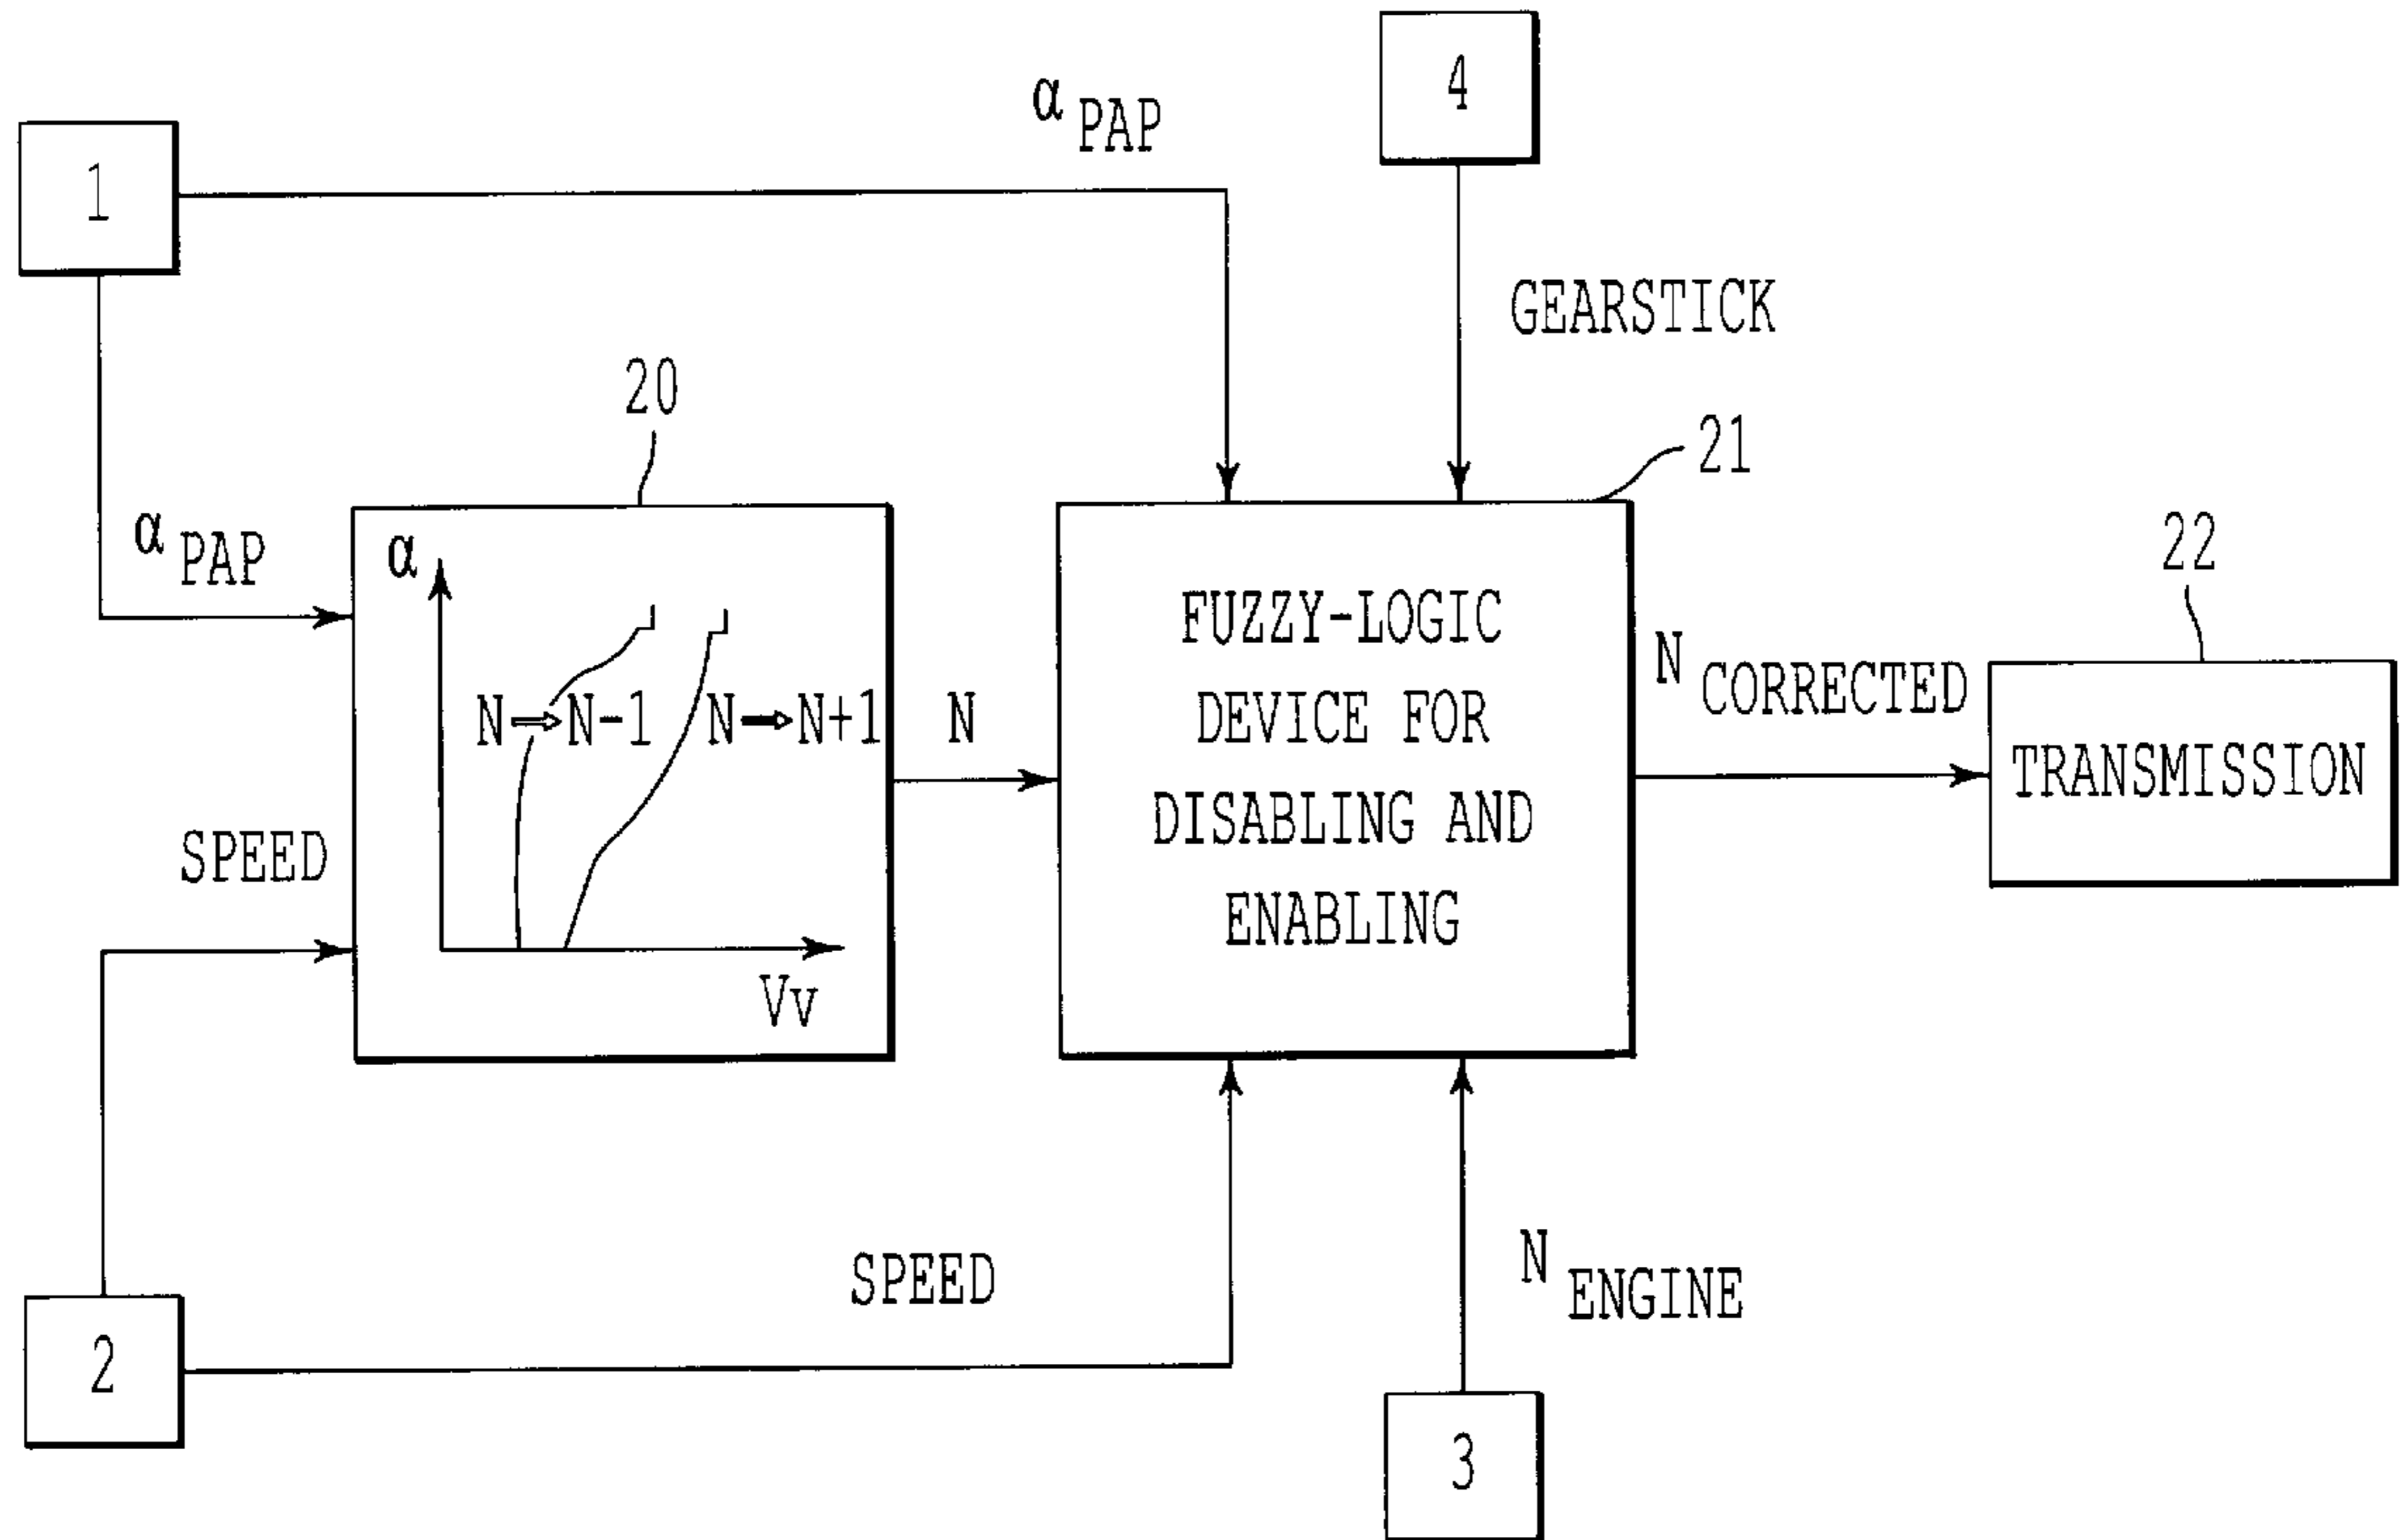 4
α PAP
1
GEARSTICK
20
21
α PAP
α
22
FUZZY-LOGIC
DEVICE FOR
DISABLING AND
ENABLING
N⇒N-1
N→N+1
N
N CORRECTED
TRANSMISSION
SPEED
Vv
SPEED
N ENGINE
2
3